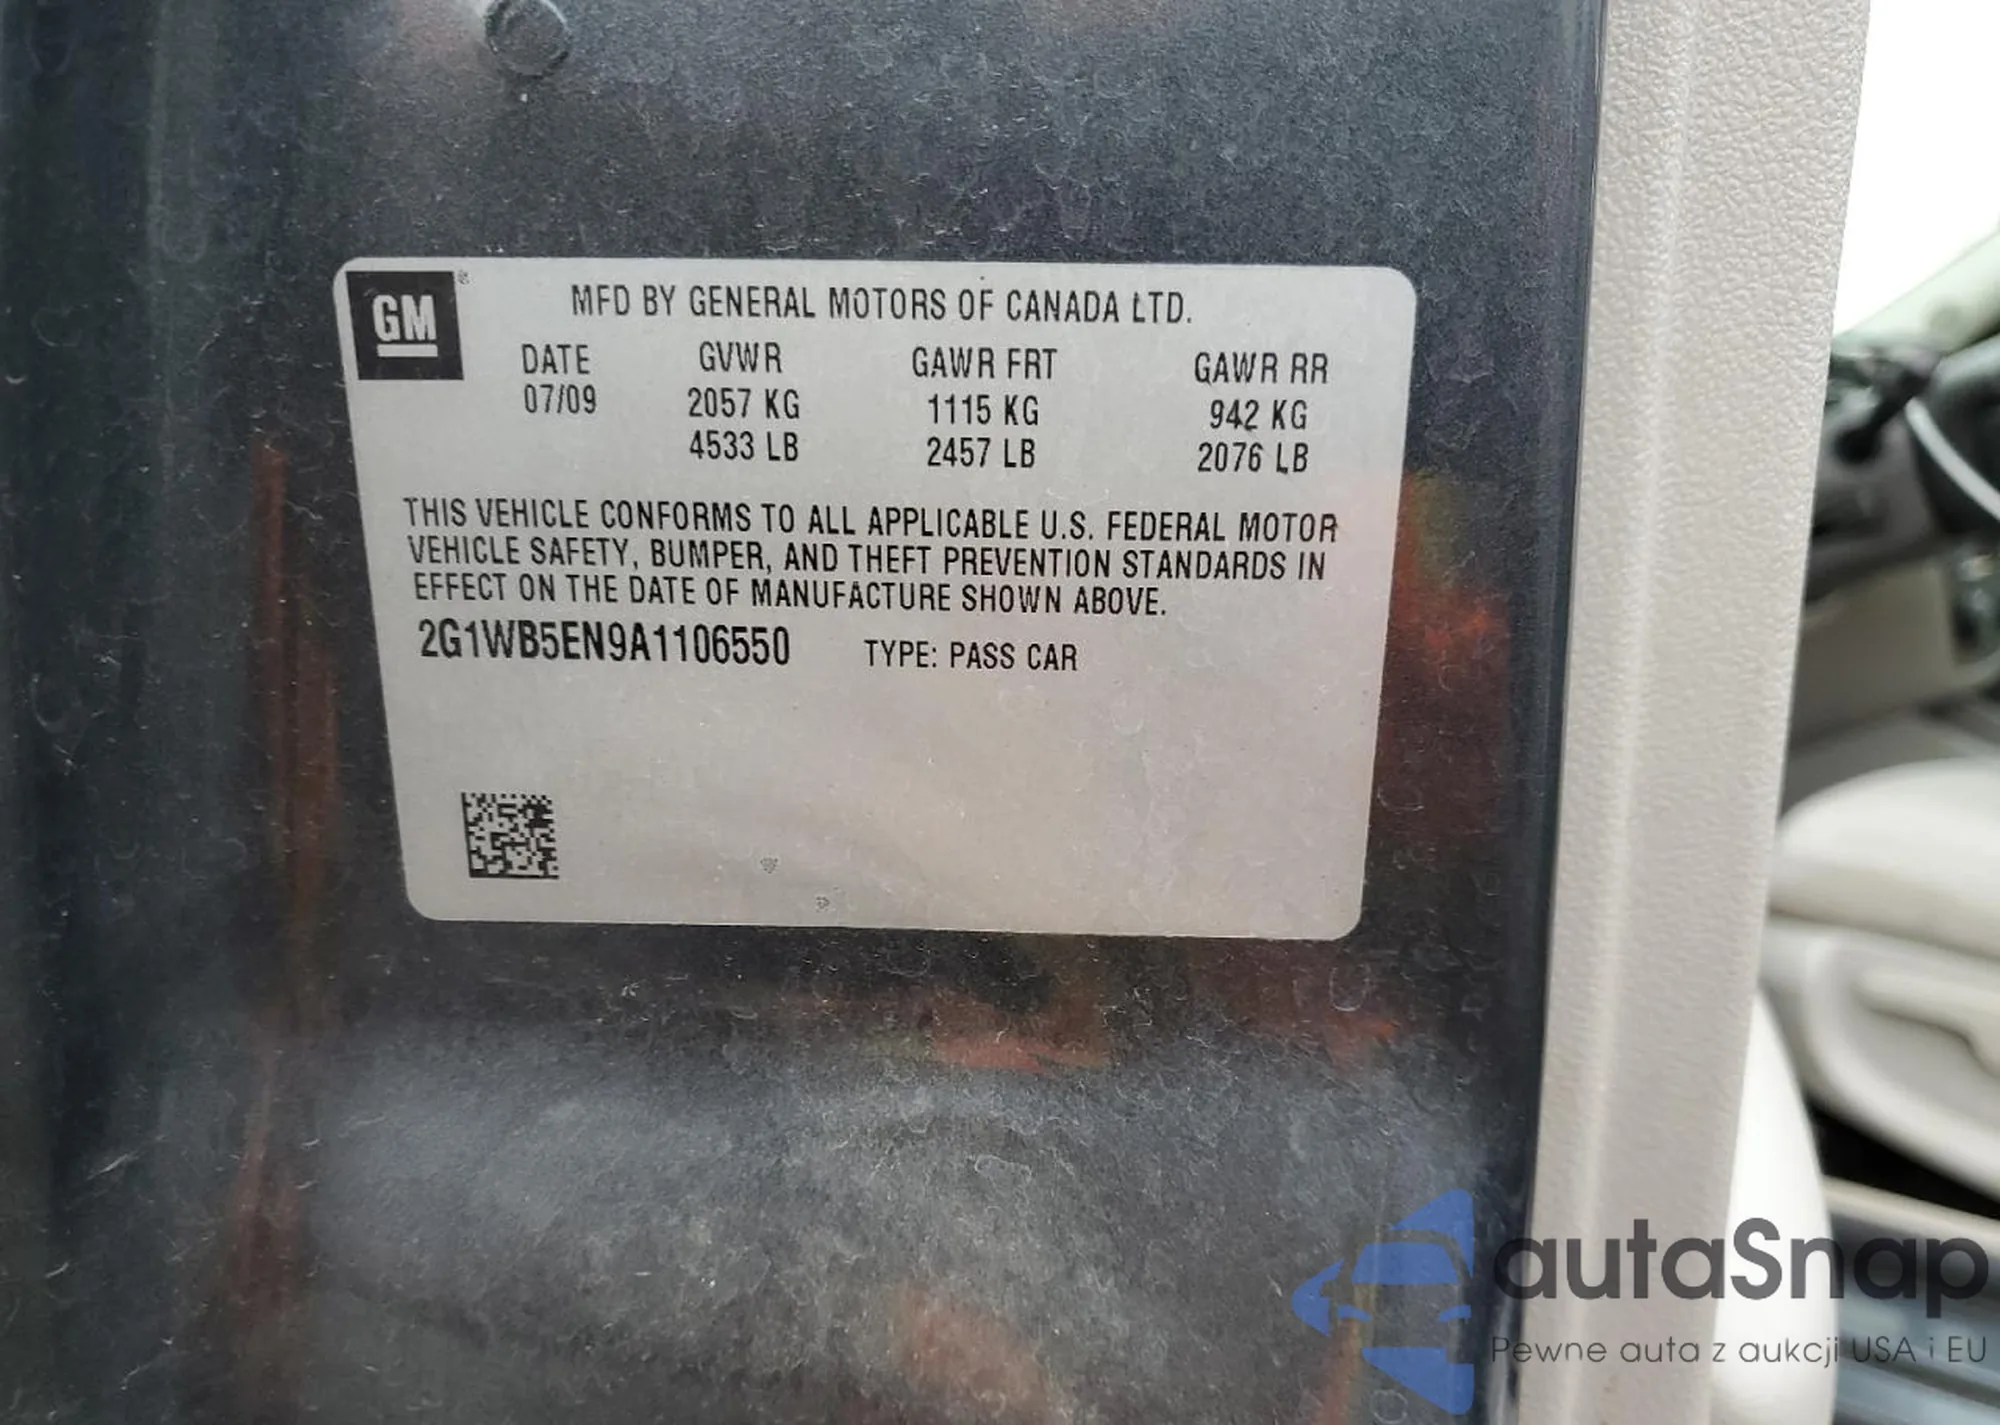 GM
MFD BY GENERAL MOTORS OF CANADA LTD.
DATE GVWR GAWR FRT GAWR RR
07/09 2057 KG 1115 KG 942 KG
4533 LB 2457 LB 2076 LB
THIS VEHICLE CONFORMS TO ALL APPLICABLE U.S. FEDERAL MOTOR
VEHICLE SAFETY, BUMPER, AND THEFT PREVENTION STANDARDS IN
EFFECT ON THE DATE OF MANUFACTURE SHOWN ABOVE.
2G1WB5EN9A1106550 TYPE: PASS CAR
autaSnap
Pewne auta z aukcji USA i EU